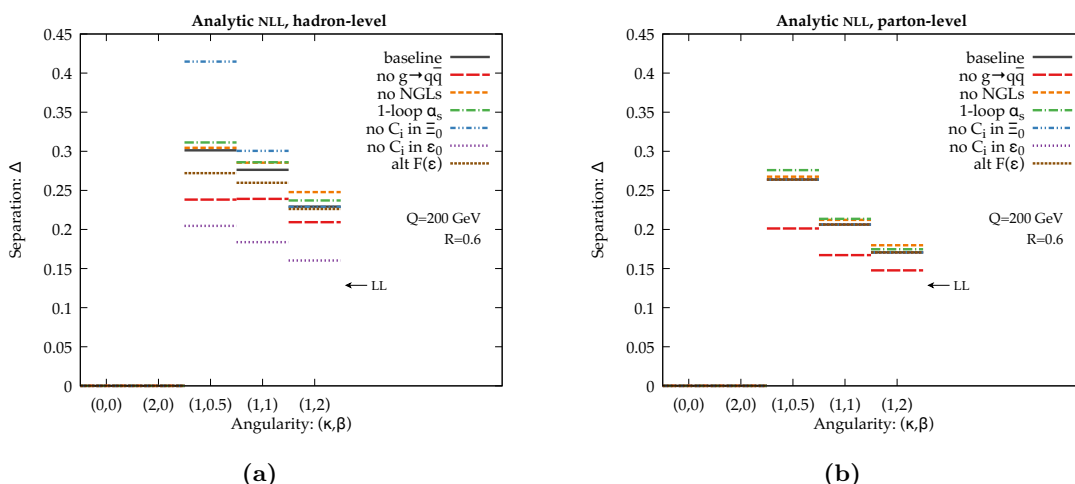 Analytic NLL, hadron-level
0.45
0.4
0.35
0.3
0.25
0.2
0.15
0.1
0.05
0
Separation: Δ
baseline
no g→qq̅
no NGLs
1-loop αs
no Ci in Ξ̅0
no Ci in ε0
alt F(ε)
Q=200 GeV
R=0.6
LL
(0,0) (2,0) (1,0.5) (1,1) (1,2)
Angularity: (κ,β)
(a)
Analytic NLL, parton-level
0.45
0.4
0.35
0.3
0.25
0.2
0.15
0.1
0.05
0
Separation: Δ
baseline
no g→qq̅
no NGLs
1-loop αs
no Ci in Ξ̅0
no Ci in ε0
alt F(ε)
Q=200 GeV
R=0.6
LL
(0,0) (2,0) (1,0.5) (1,1) (1,2)
Angularity: (κ,β)
(b)